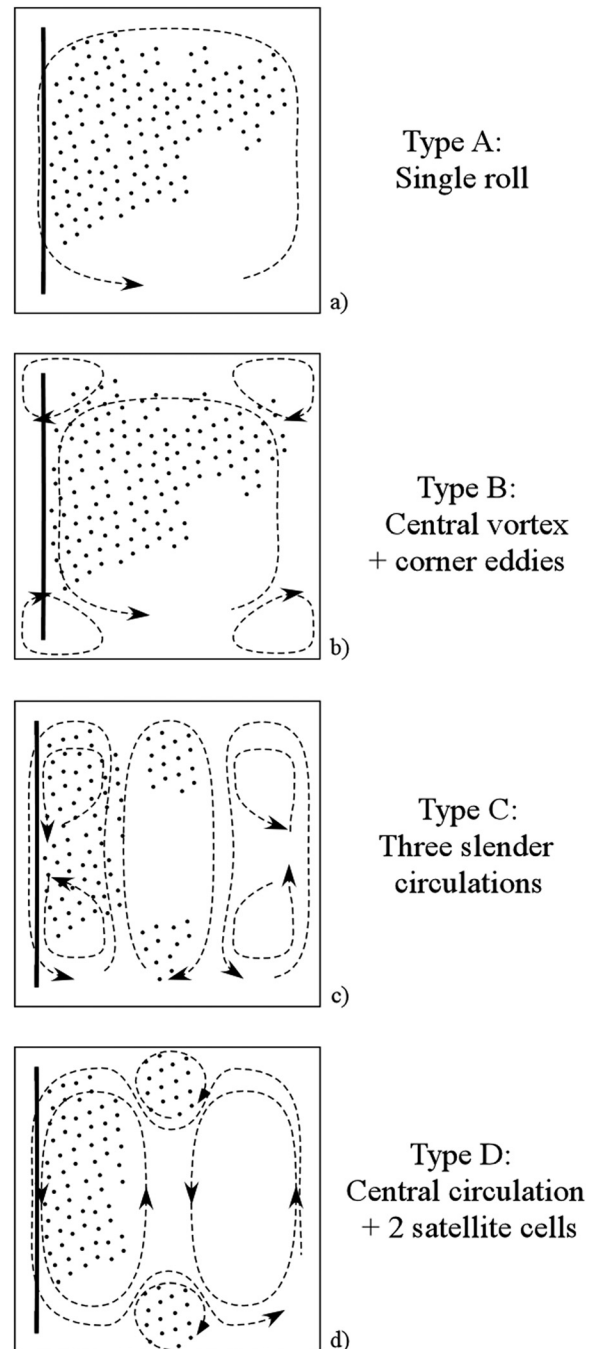 Type A:
Single roll
a)
Type B:
Central vortex
+ corner eddies
b)
Type C:
Three slender
circulations
c)
Type D:
Central circulation
+ 2 satellite cells
d)